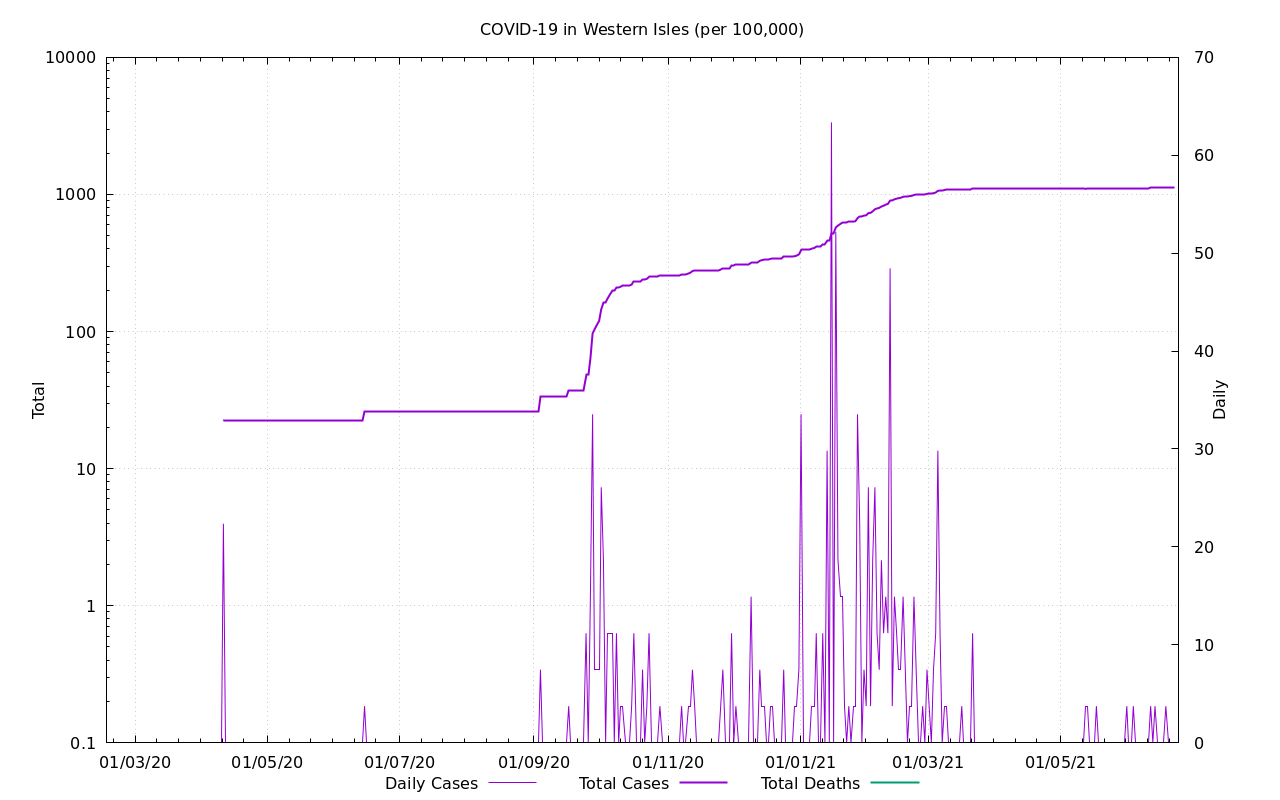 COVID-19 in Western Isles (per 100,000)
10000
1000
100
10
1
0.1
Total
70
60
50
40
30
20
10
0
Daily
01/03/20 01/05/20 01/07/20 01/09/20 01/11/20 01/01/21 01/03/21 01/05/21
Daily Cases Total Cases Total Deaths